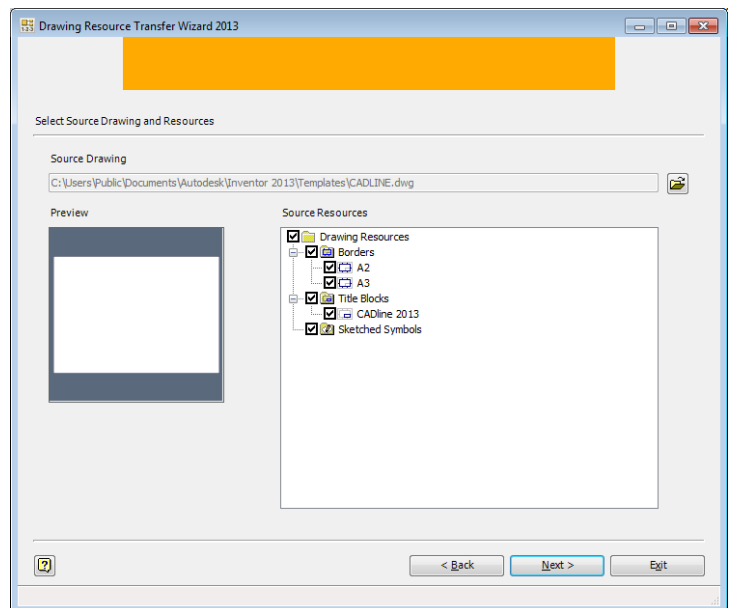 Drawing Resource Transfer Wizard 2013
Select Source Drawing and Resources
Source Drawing
C:\Users\Public\Documents\Autodesk\Inventor 2013\Templates\CADLINE.dwg
Preview
Source Resources
Drawing Resources
Borders
A2
A3
Title Blocks
CADline 2013
Sketched Symbols
< Back
Next >
Exit